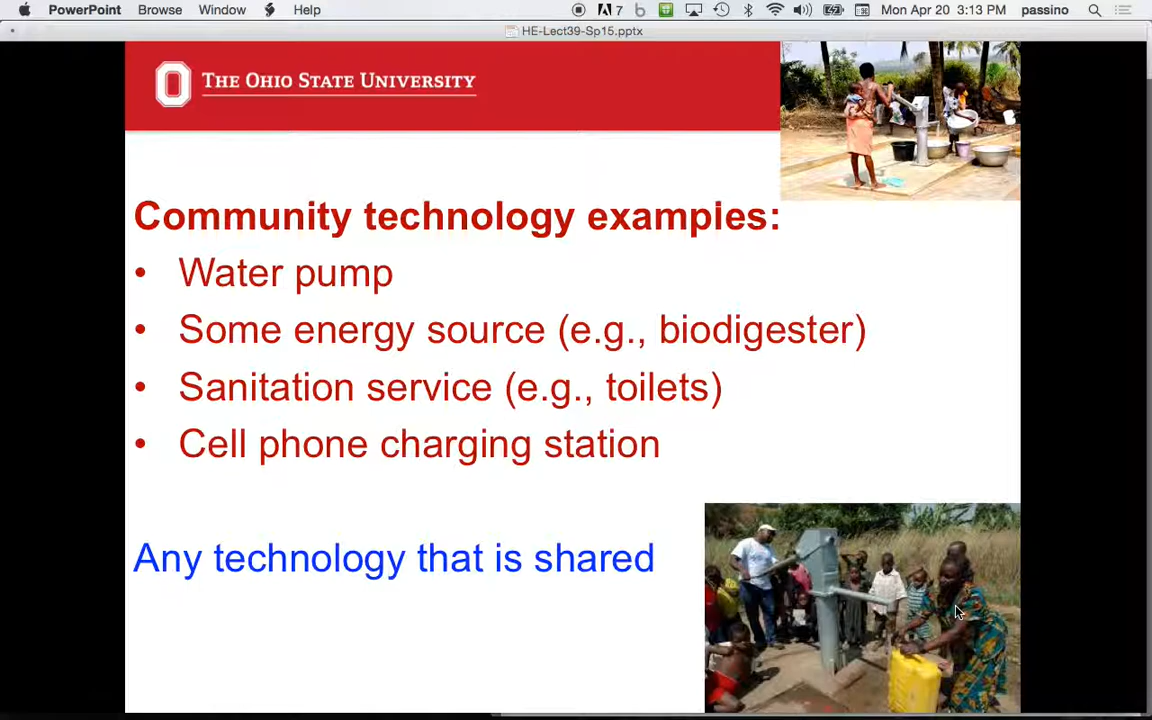 PowerPoint Browse Window Help 7 Mon Apr 20 3:13 PM passino
HE-Lect39-Sp15.pptx
THE OHIO STATE UNIVERSITY
Community technology examples:
• Water pump
• Some energy source (e.g., biodigester)
• Sanitation service (e.g., toilets)
• Cell phone charging station
Any technology that is shared